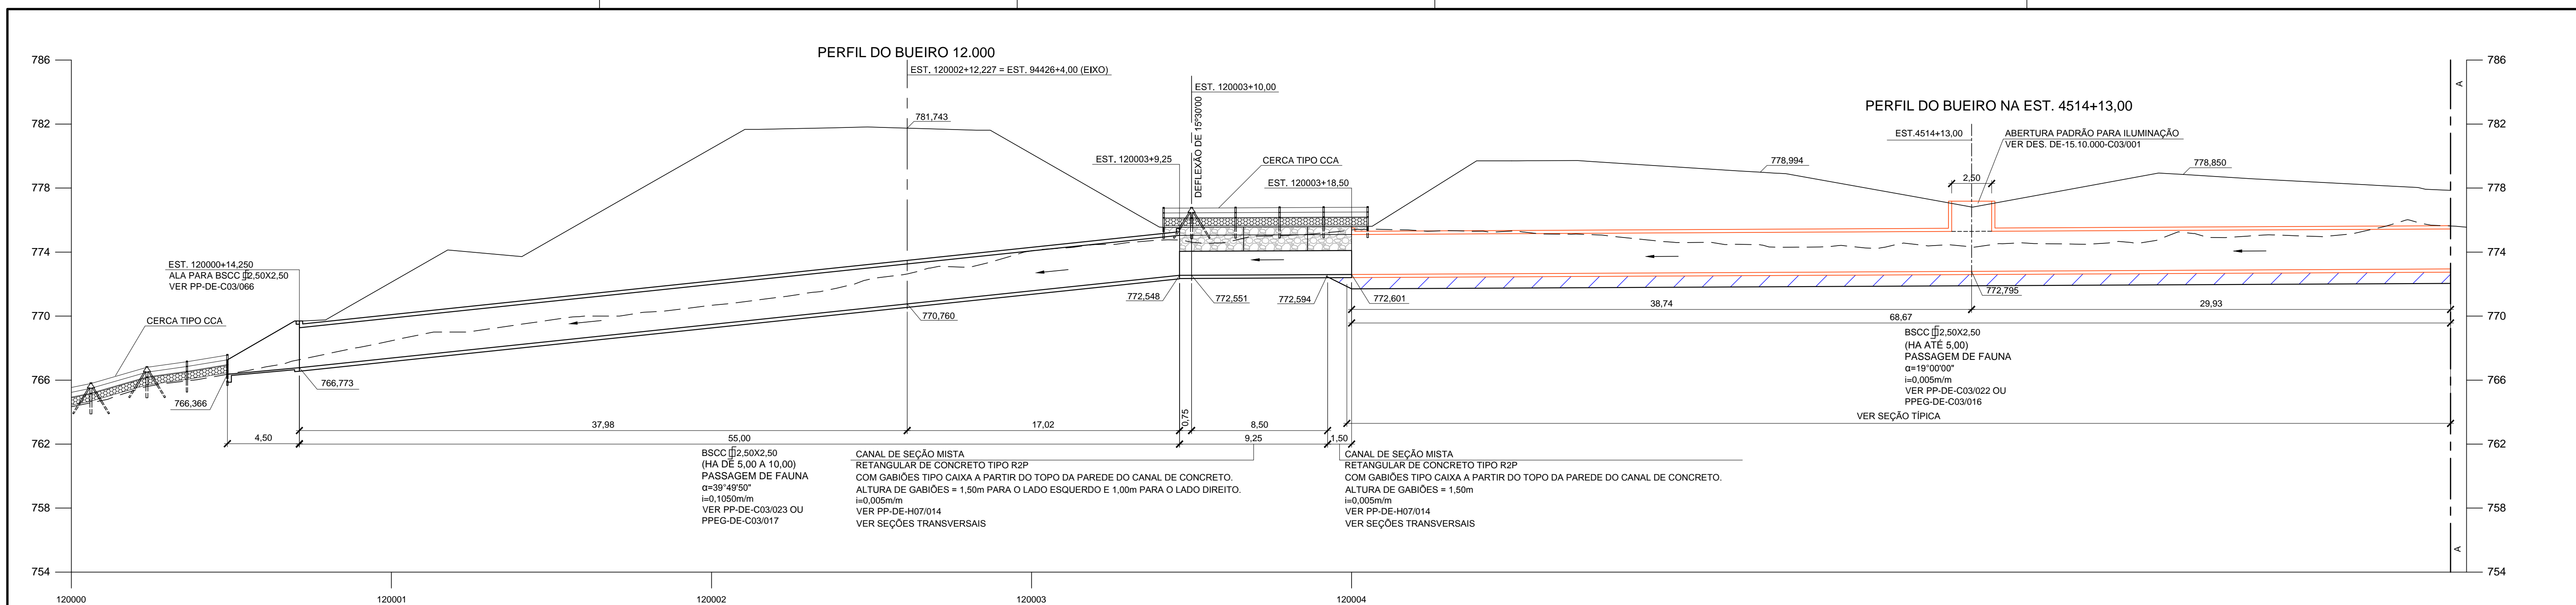 PERFIL DO BUEIRO 12.000
EST. 120002+12,227 = EST. 94426+4,00 (EIXO)
781,743
EST. 120003+10,00
DEFLEXÃO DE 15º30'00
EST. 120003+9,25
CERCA TIPO CCA
EST. 120003+18,50
PERFIL DO BUEIRO NA EST. 4514+13,00
EST.4514+13,00
ABERTURA PADRÃO PARA ILUMINAÇÃO
VER DES. DE-15.10.000-C03/001
778,994
2,50
778,850
A
786
782
778
774
770
766
762
758
754
786
782
778
774
770
766
762
758
754
EST. 120000+14,250
ALA PARA BSCC 2,50X2,50
VER PP-DE-C03/066
CERCA TIPO CCA
766,366
766,773
770,760
772,548
772,551
772,594
772,601
772,795
38,74
29,93
68,67
BSCC 2,50X2,50
(HA ATÉ 5,00)
PASSAGEM DE FAUNA
α=19°00'00"
i=0,005m/m
VER PP-DE-C03/022 OU
PPEG-DE-C03/016
VER SEÇÃO TÍPICA
37,98
17,02
0,75
8,50
4,50
55,00
9,25
1,50
BSCC 2,50X2,50
(HA DE 5,00 A 10,00)
PASSAGEM DE FAUNA
α=39°49'50"
i=0,1050m/m
VER PP-DE-C03/023 OU
PPEG-DE-C03/017
CANAL DE SEÇÃO MISTA
RETANGULAR DE CONCRETO TIPO R2P
COM GABIÕES TIPO CAIXA A PARTIR DO TOPO DA PAREDE DO CANAL DE CONCRETO.
ALTURA DE GABIÕES = 1,50m PARA O LADO ESQUERDO E 1,00m PARA O LADO DIREITO.
i=0,005m/m
VER PP-DE-H07/014
VER SEÇÕES TRANSVERSAIS
CANAL DE SEÇÃO MISTA
RETANGULAR DE CONCRETO TIPO R2P
COM GABIÕES TIPO CAIXA A PARTIR DO TOPO DA PAREDE DO CANAL DE CONCRETO.
ALTURA DE GABIÕES = 1,50m
i=0,005m/m
VER PP-DE-H07/014
VER SEÇÕES TRANSVERSAIS
A
120000
120001
120002
120003
120004